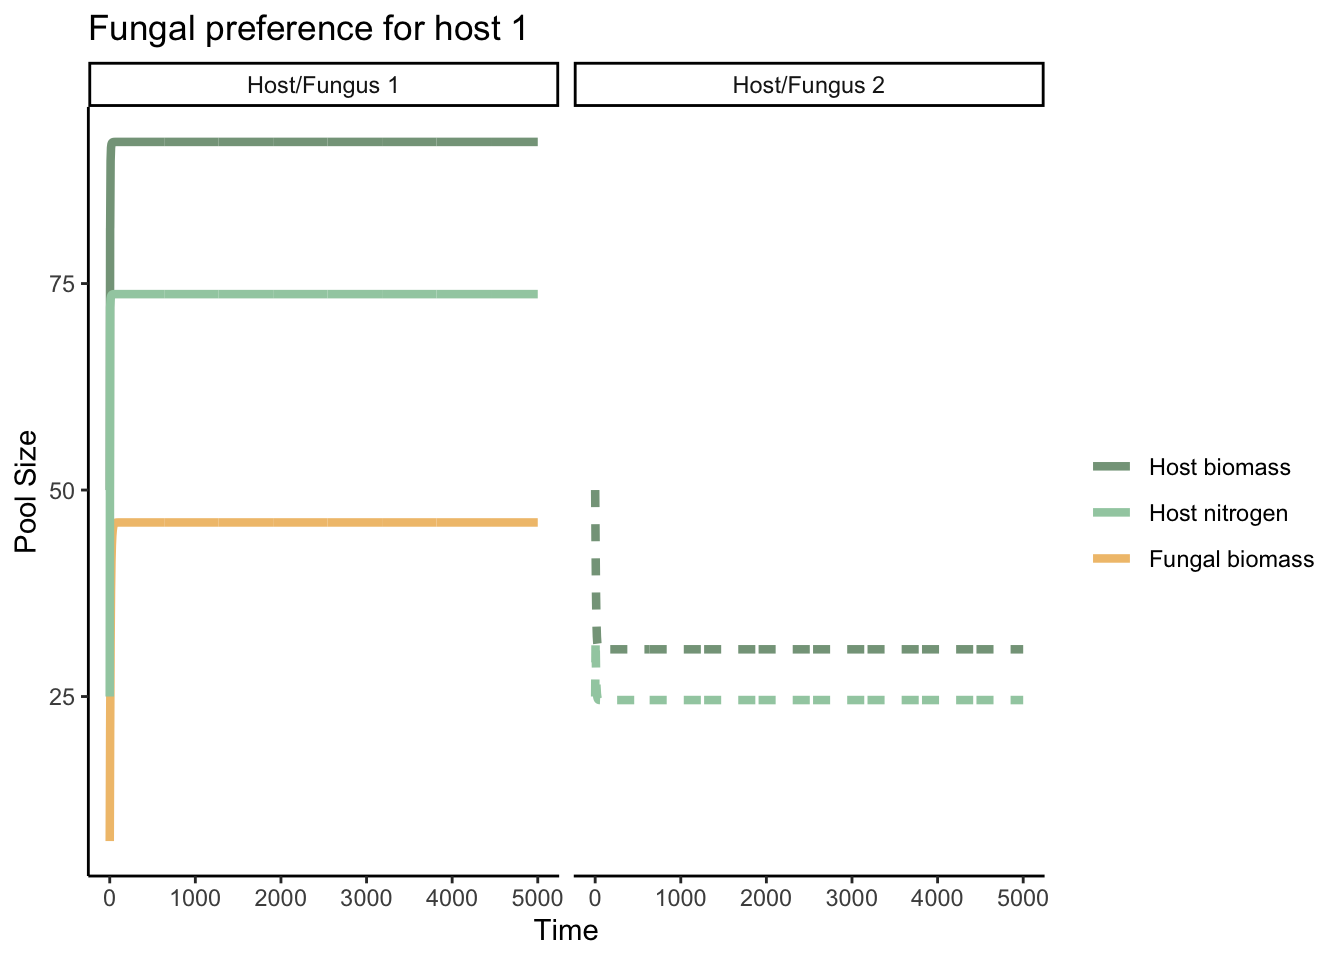 Fungal preference for host 1
Host/Fungus 1
Host/Fungus 2
75
50
25
Pool Size
0 1000 2000 3000 4000 5000
0 1000 2000 3000 4000 5000
Time
Host biomass
Host nitrogen
Fungal biomass